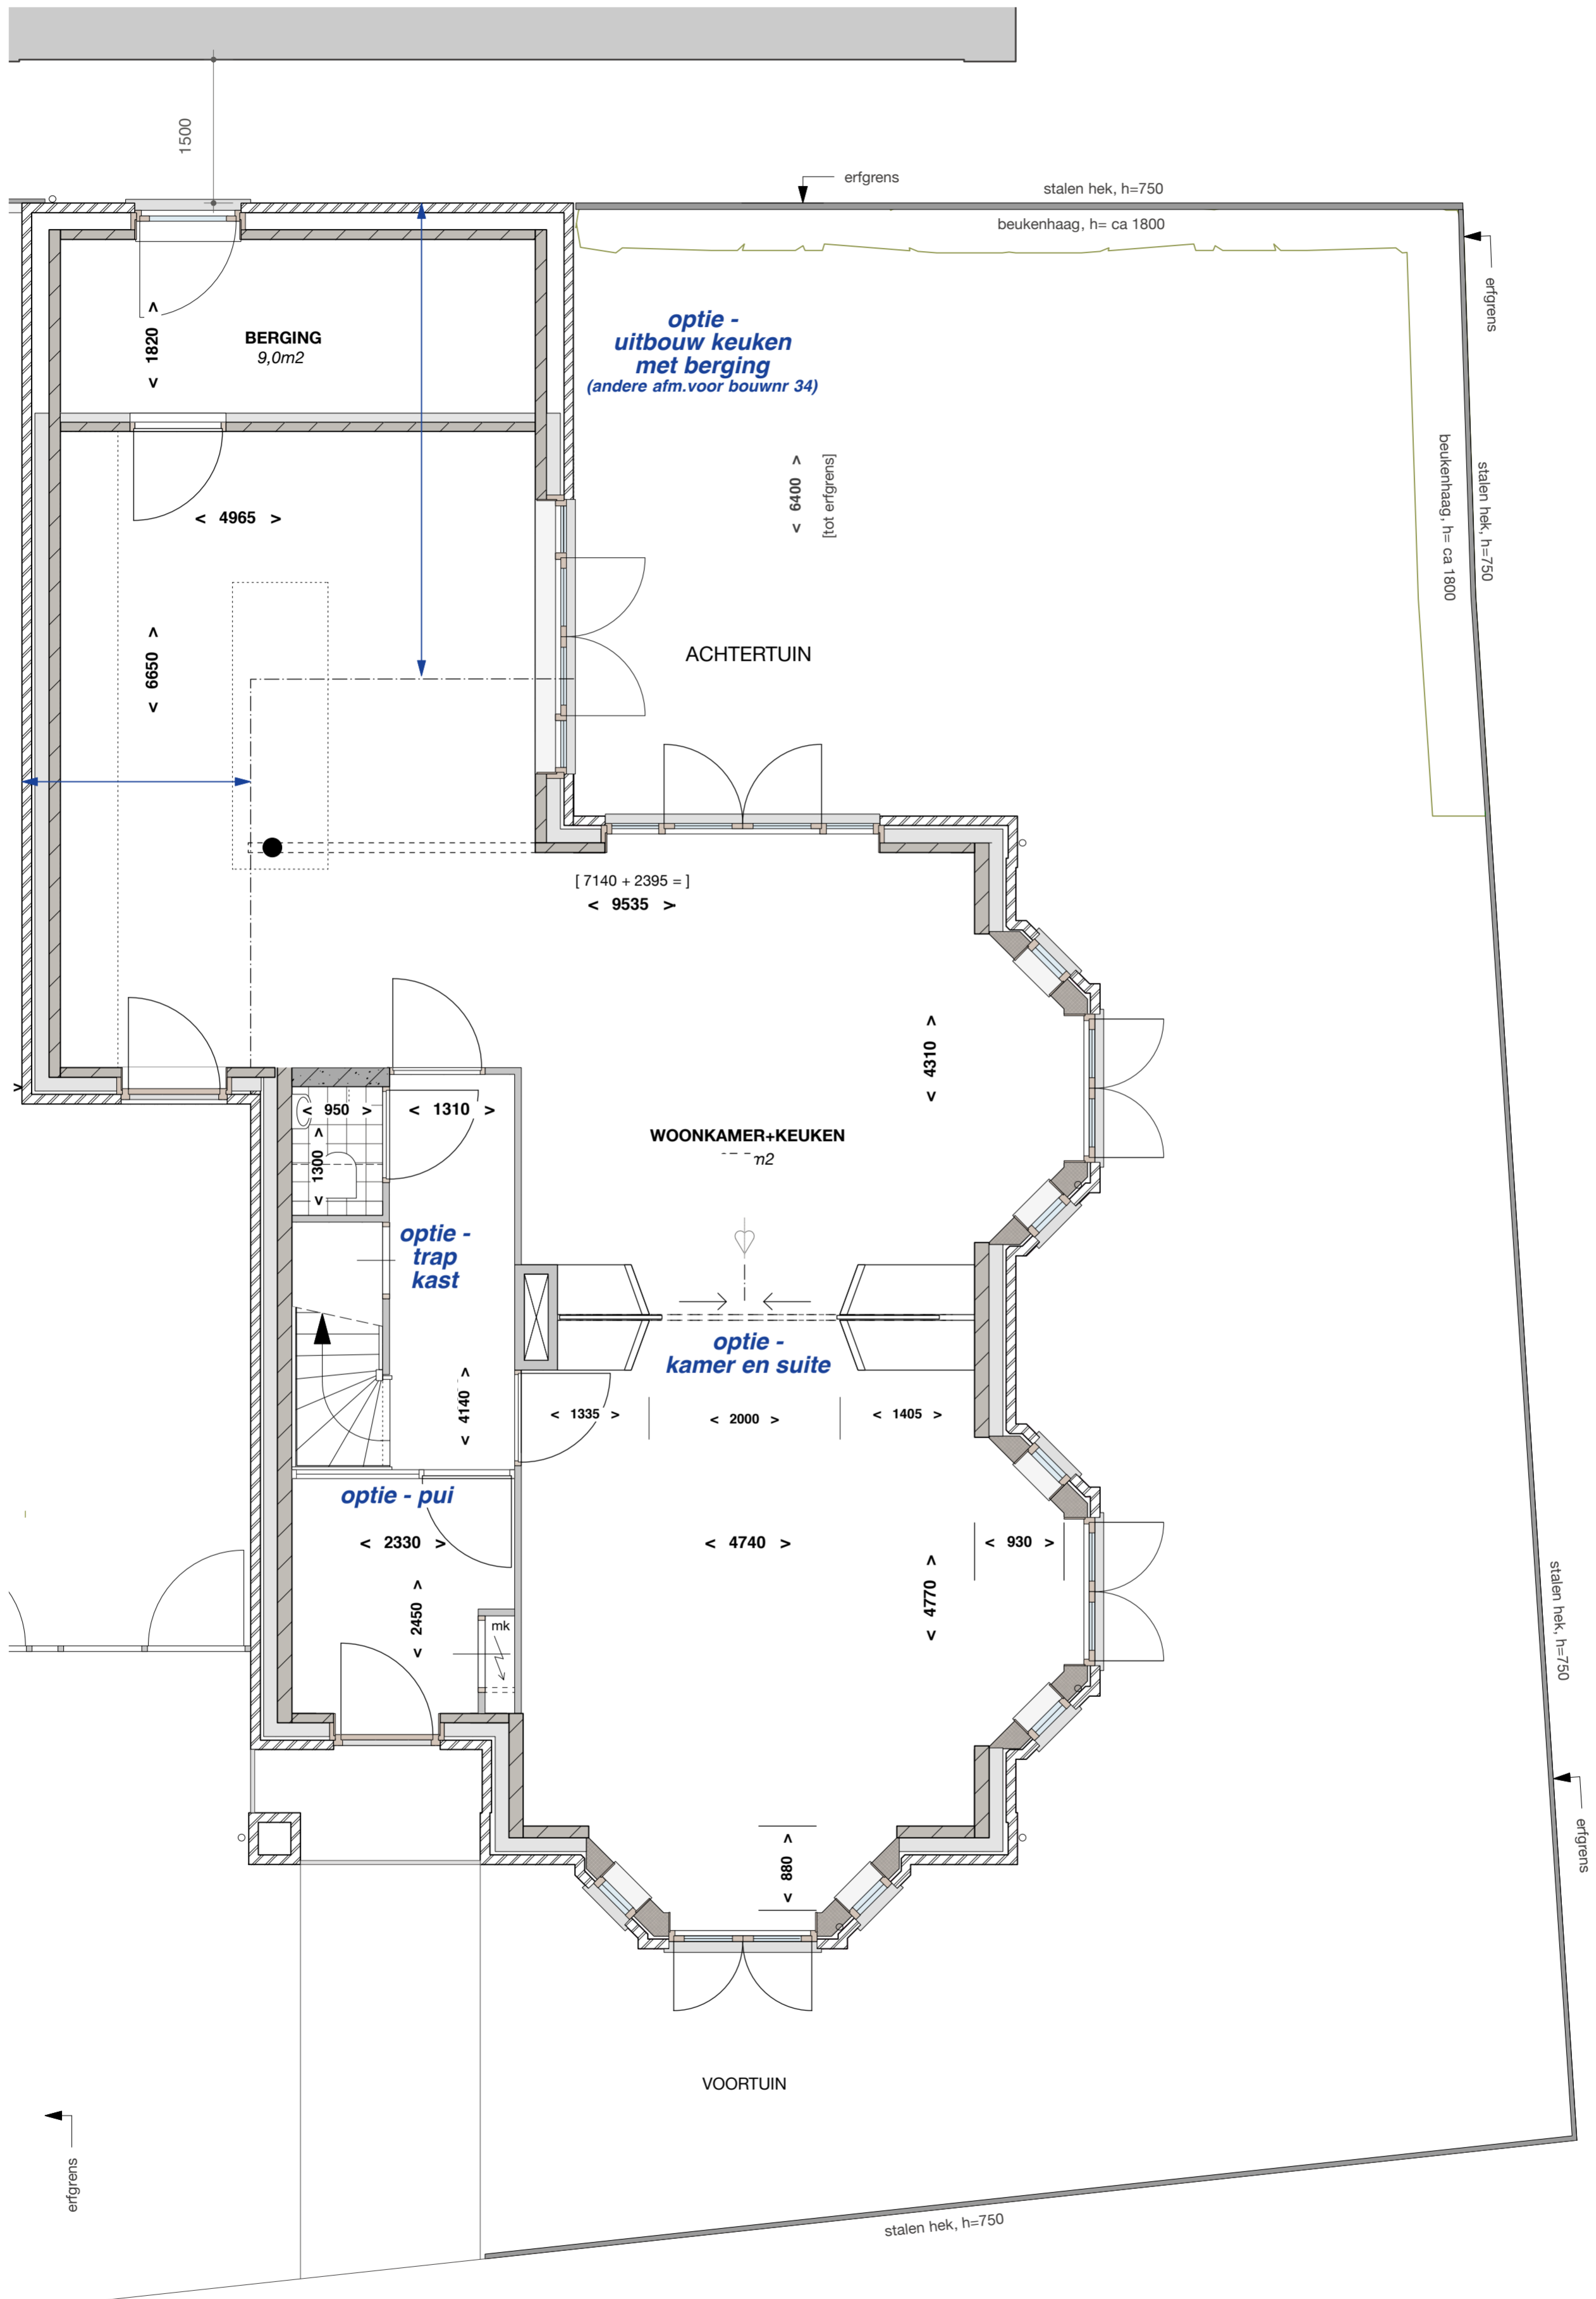 1500
erfgrens
stalen hek, h=750
beukenhaag, h= ca 1800
erfgrens
< 1820 >
BERGING
9,0m2
optie -
uitbouw keuken
met berging
(andere afm.voor bouwnr 34)
< 6400 >
[tot erfgrens]
beukenhaag, h= ca 1800
stalen hek, h=750
< 4965 >
< 6650 >
ACHTERTUIN
[ 7140 + 2395 = ]
< 9535 >
< 4310 >
< 950 >
< 1310 >
< 1300 >
WOONKAMER+KEUKEN
m2
optie -
trap
kast
optie -
kamer en suite
< 4140 >
< 1335 >
< 2000 >
< 1405 >
optie - pui
< 2330 >
< 4740 >
< 930 >
< 2450 >
< 4770 >
mk
stalen hek, h=750
erfgrens
< 880 >
VOORTUIN
erfgrens
stalen hek, h=750